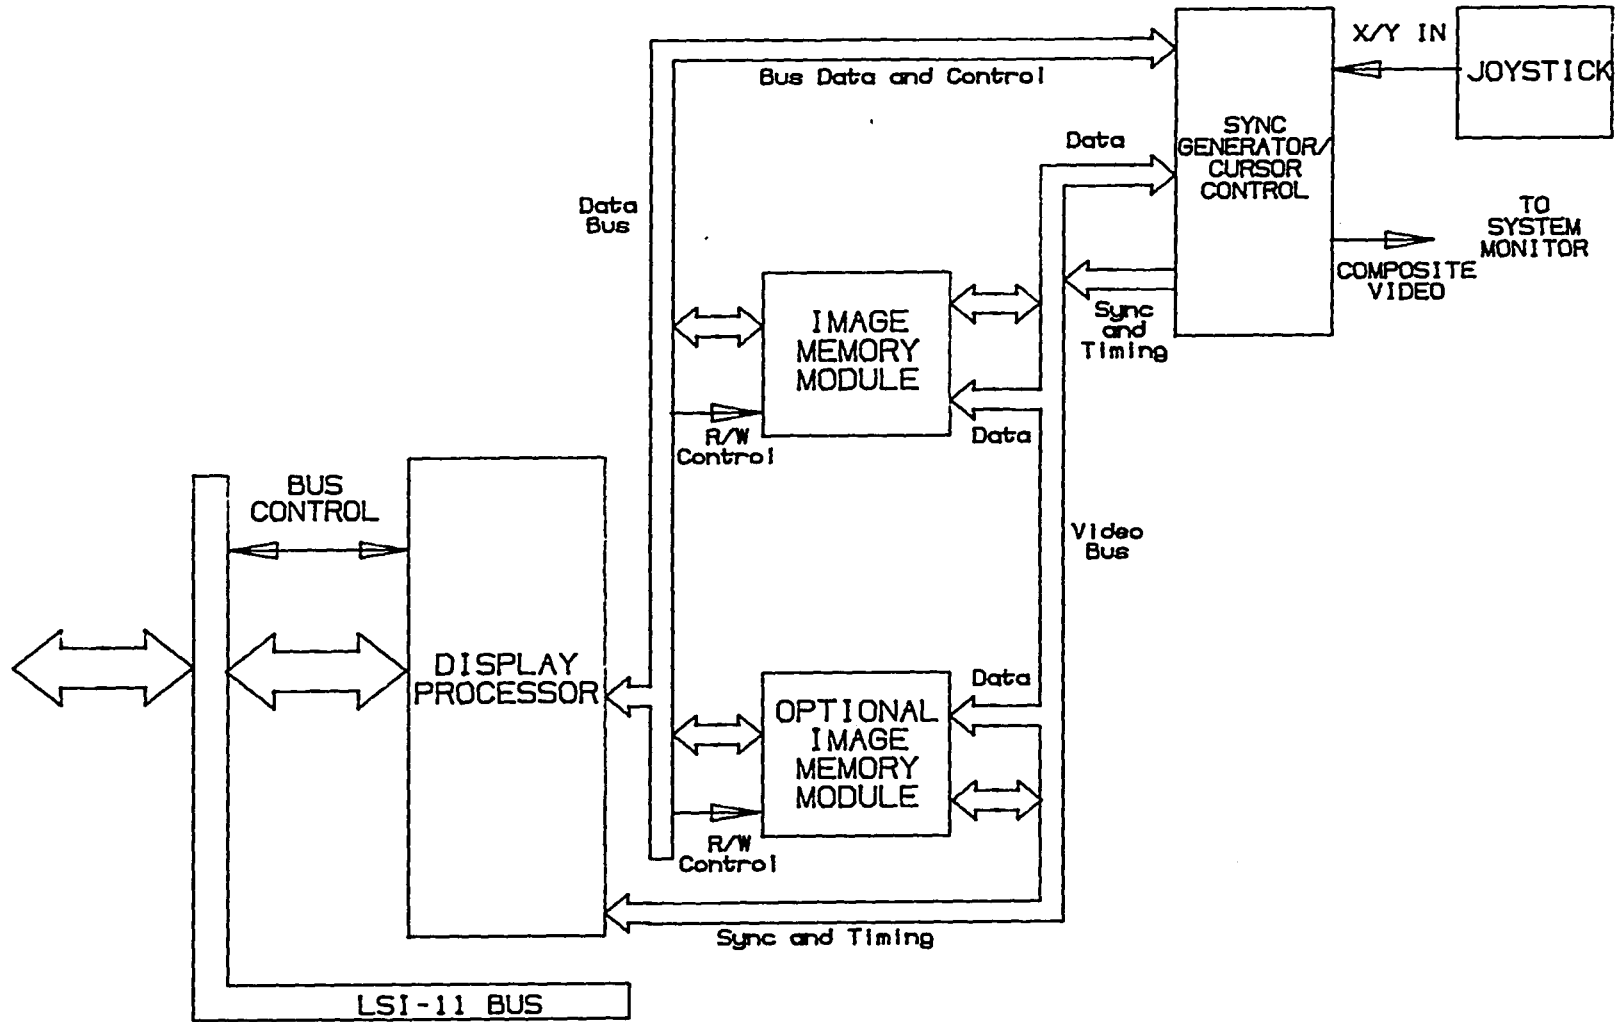 X/Y IN
JOYSTICK
Bus Data and Control
SYNC
GENERATOR/
CURSOR
CONTROL
Data
Data
Bus
TO
SYSTEM
MONITOR
COMPOSITE
VIDEO
Sync
and
Timing
IMAGE
MEMORY
MODULE
R/W
Control
Data
BUS
CONTROL
Video
Bus
DISPLAY
PROCESSOR
Data
OPTIONAL
IMAGE
MEMORY
MODULE
R/W
Control
Sync and Timing
LSI-11 BUS